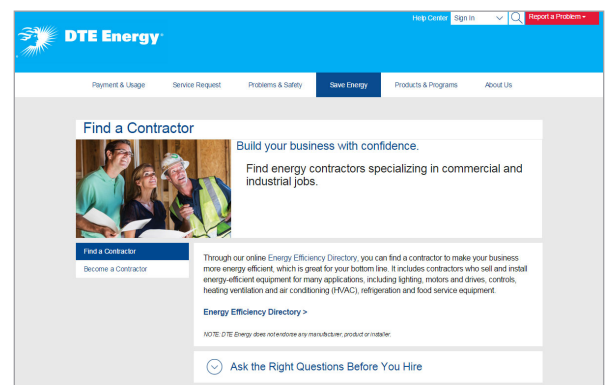 Help Center Sign In Report a Problem
DTE Energy®
Payment & Usage Service Request Problems & Safety Save Energy Products & Programs About Us
Find a Contractor
Build your business with confidence.
Find energy contractors specializing in commercial and
industrial jobs.
Find a Contractor
Become a Contractor
Through our online Energy Efficiency Directory, you can find a contractor to make your business
more energy efficient, which is great for your bottom line. It includes contractors who sell and install
energy-efficient equipment for many applications, including lighting, motors and drives, controls,
heating ventilation and air conditioning (HVAC), refrigeration and food service equipment.
Energy Efficiency Directory >
NOTE: DTE Energy does not endorse any manufacturer, product or installer.
Ask the Right Questions Before You Hire